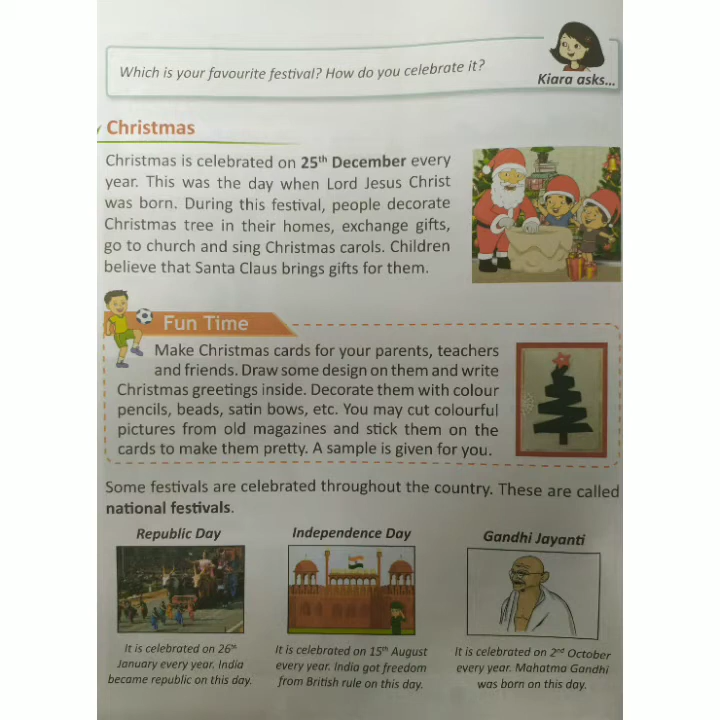 Which is your favourite festival? How do you celebrate it?
Kiara asks...
Christmas
Christmas is celebrated on 25th December every
year. This was the day when Lord Jesus Christ
was born. During this festival, people decorate
Christmas tree in their homes, exchange gifts,
go to church and sing Christmas carols. Children
believe that Santa Claus brings gifts for them.
Fun Time
Make Christmas cards for your parents, teachers
and friends. Draw some design on them and write
Christmas greetings inside. Decorate them with colour
pencils, beads, satin bows, etc. You may cut colourful
pictures from old magazines and stick them on the
cards to make them pretty. A sample is given for you.
Some festivals are celebrated throughout the country. These are called
national festivals.
Republic Day
It is celebrated on 26th
January every year. India
became republic on this day.
Independence Day
It is celebrated on 15th August
every year. India got freedom
from British rule on this day.
Gandhi Jayanti
It is celebrated on 2nd October
every year. Mahatma Gandhi
was born on this day.